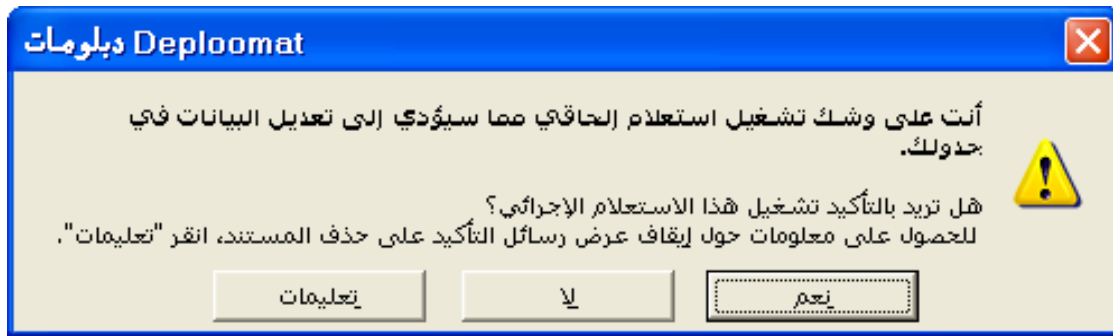 دبلومات Deploomat
أنت على وشك تشغيل استعلام إلحاقي مما سيؤدي إلى تعديل البيانات في
جدولك.
هل تريد بالتأكيد تشغيل هذا الاستعلام الإجرائي؟
للحصول على معلومات حول إيقاف عرض رسائل التأكيد على حذف المستند، انقر "تعليمات".
نعم
لا
تعليمات